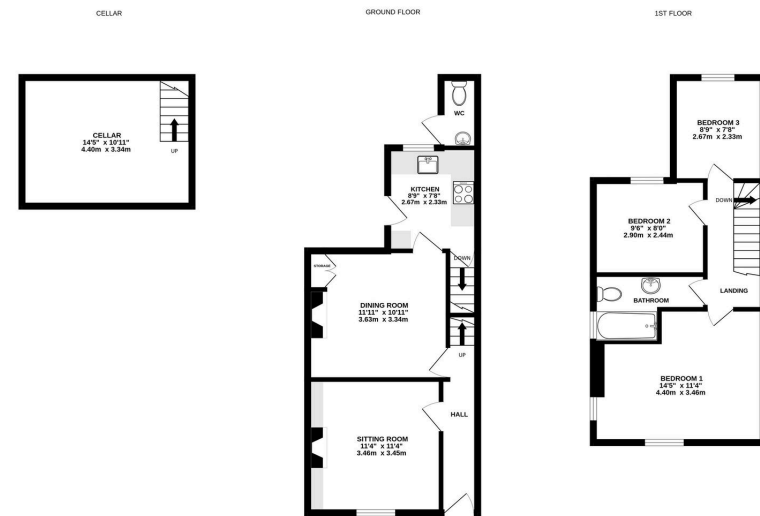 CELLAR
CELLAR
14'5" x 10'11"
4.40m x 3.34m
UP
GROUND FLOOR
WC
KITCHEN
8'9" x 7'8"
2.67m x 2.33m
DOWN
STORAGE
DINING ROOM
11'11" x 10'11"
3.63m x 3.34m
UP
HALL
SITTING ROOM
11'4" x 11'4"
3.46m x 3.45m
1ST FLOOR
BEDROOM 3
8'9" x 7'8"
2.67m x 2.33m
DOWN
BEDROOM 2
9'6" x 8'0"
2.90m x 2.44m
LANDING
BATHROOM
BEDROOM 1
14'5" x 11'4"
4.40m x 3.46m